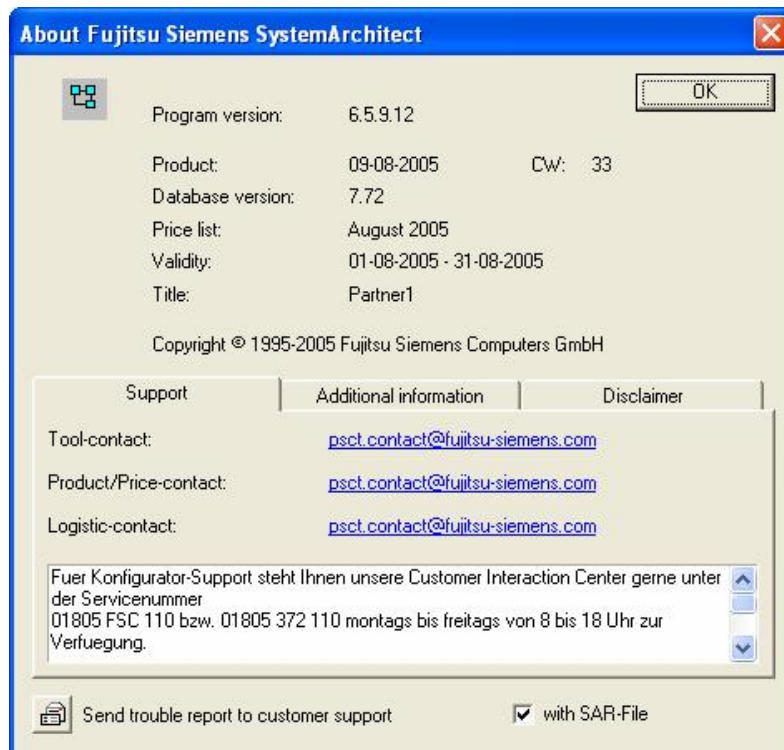 About Fujitsu Siemens SystemArchitect
OK
Program version: 6.5.9.12
Product: 09-08-2005 CW: 33
Database version: 7.72
Price list: August 2005
Validity: 01-08-2005 - 31-08-2005
Title: Partner1
Copyright © 1995-2005 Fujitsu Siemens Computers GmbH
Support Additional information Disclaimer
Tool-contact: psct.contact@fujitsu-siemens.com
Product/Price-contact: psct.contact@fujitsu-siemens.com
Logistic-contact: psct.contact@fujitsu-siemens.com
Fuer Konfigurator-Support steht Ihnen unsere Customer Interaction Center gerne unter
der Servicenummer
01805 FSC 110 bzw. 01805 372 110 montags bis freitags von 8 bis 18 Uhr zur
Verfuegung.
Send trouble report to customer support with SAR-File